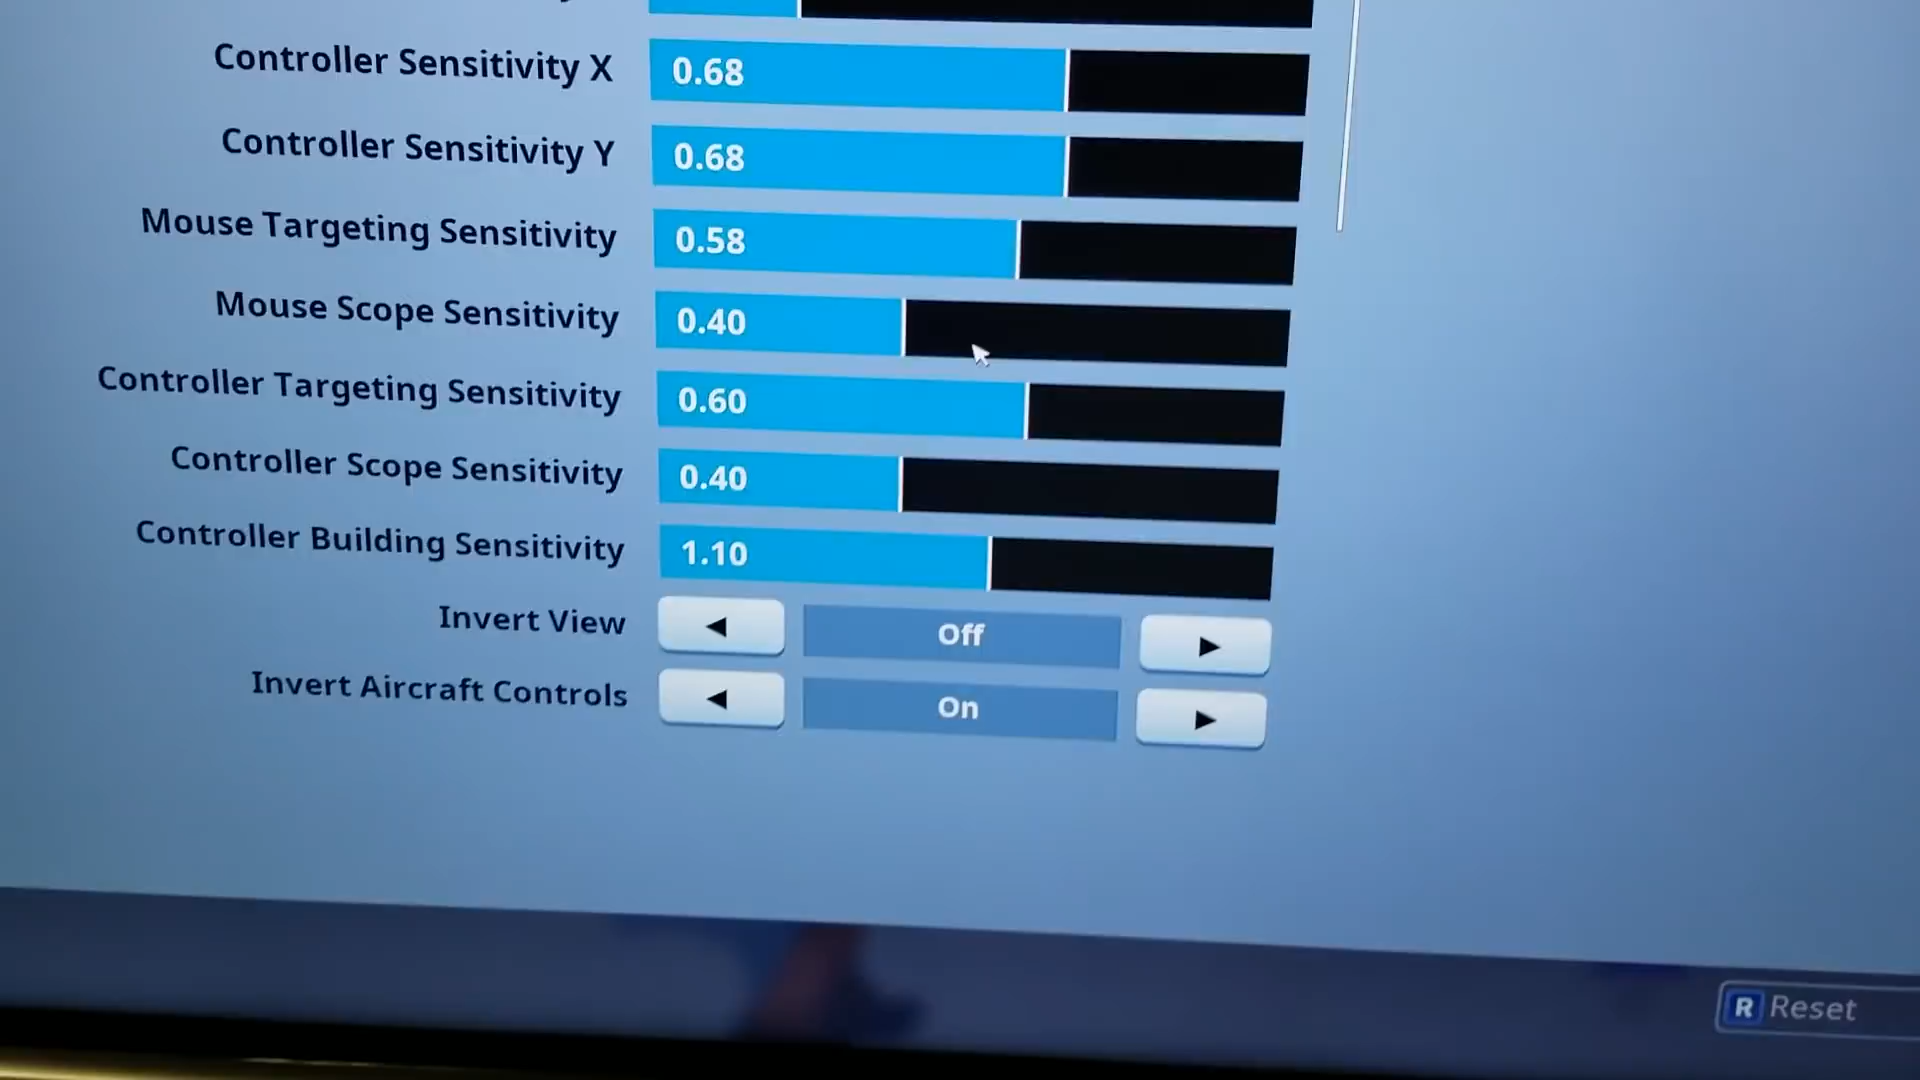 Controller Sensitivity X 0.68
Controller Sensitivity Y 0.68
Mouse Targeting Sensitivity 0.58
Mouse Scope Sensitivity 0.40
Controller Targeting Sensitivity 0.60
Controller Scope Sensitivity 0.40
Controller Building Sensitivity 1.10
Invert View Off
Invert Aircraft Controls On
R Reset